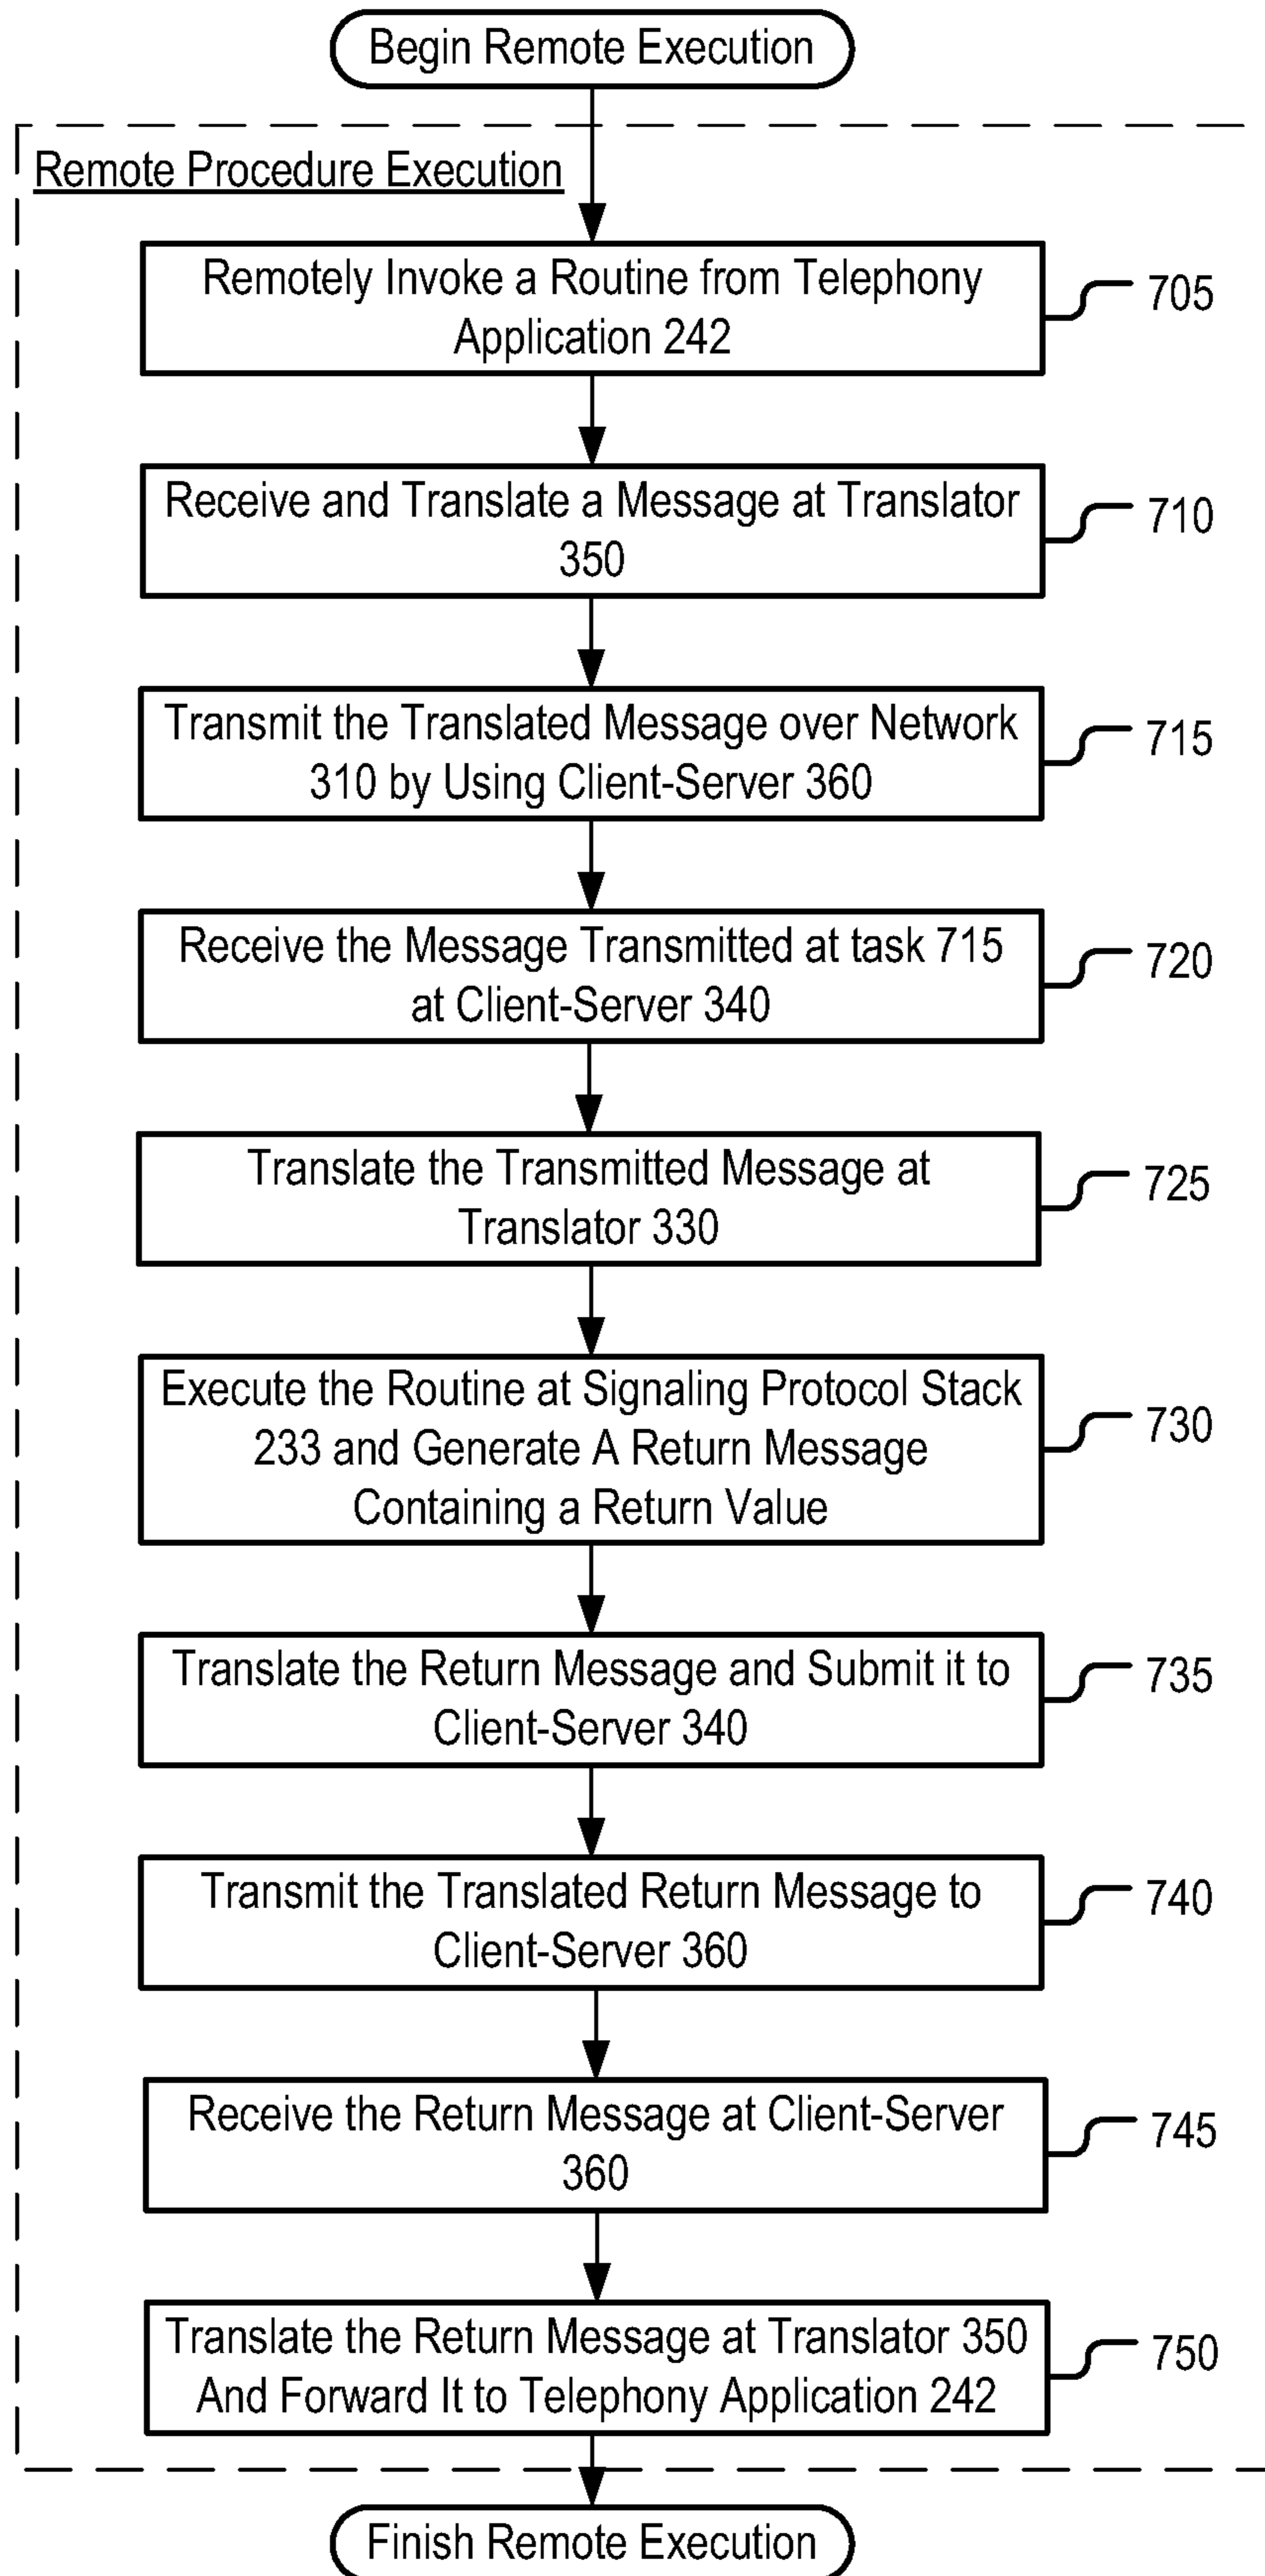 Begin Remote Execution
Remote Procedure Execution
Remotely Invoke a Routine from Telephony
Application 242
705
Receive and Translate a Message at Translator
350
710
Transmit the Translated Message over Network
310 by Using Client-Server 360
715
Receive the Message Transmitted at task 715
at Client-Server 340
720
Translate the Transmitted Message at
Translator 330
725
Execute the Routine at Signaling Protocol Stack
233 and Generate A Return Message
Containing a Return Value
730
Translate the Return Message and Submit it to
Client-Server 340
735
Transmit the Translated Return Message to
Client-Server 360
740
Receive the Return Message at Client-Server
360
745
Translate the Return Message at Translator 350
And Forward It to Telephony Application 242
750
Finish Remote Execution